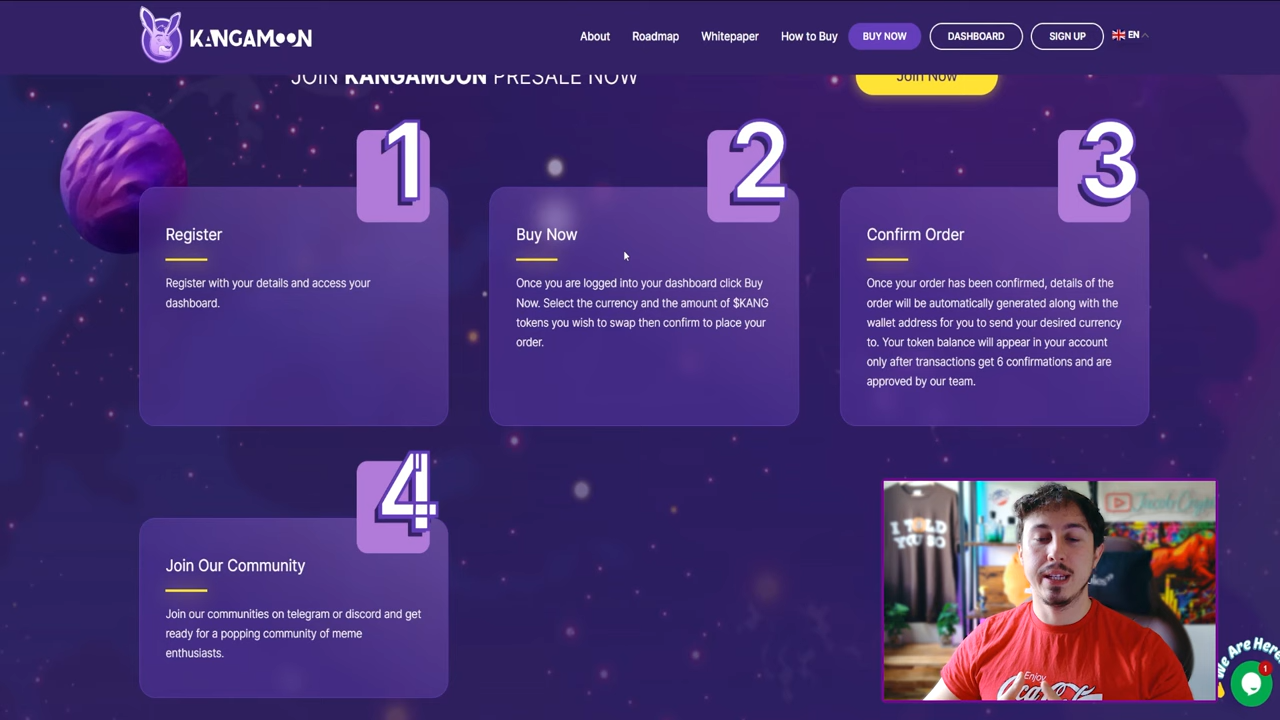 KANGAMOON
About
Roadmap
Whitepaper
How to Buy
BUY NOW
DASHBOARD
SIGN UP
EN
JOIN KANGAMOON PRESALE NOW
Join Now
1
2
3
Register
Register with your details and access your
dashboard.
Buy Now
Once you are logged into your dashboard click Buy
Now. Select the currency and the amount of $KANG
tokens you wish to swap then confirm to place your
order.
Confirm Order
Once your order has been confirmed, details of the
order will be automatically generated along with the
wallet address for you to send your desired currency
to. Your token balance will appear in your account
only after transactions get 6 confirmations and are
approved by our team.
4
Join Our Community
Join our communities on telegram or discord and get
ready for a popping community of meme
enthusiasts.
I TOLD
YOU SO
Enjoy
We Are Here
1